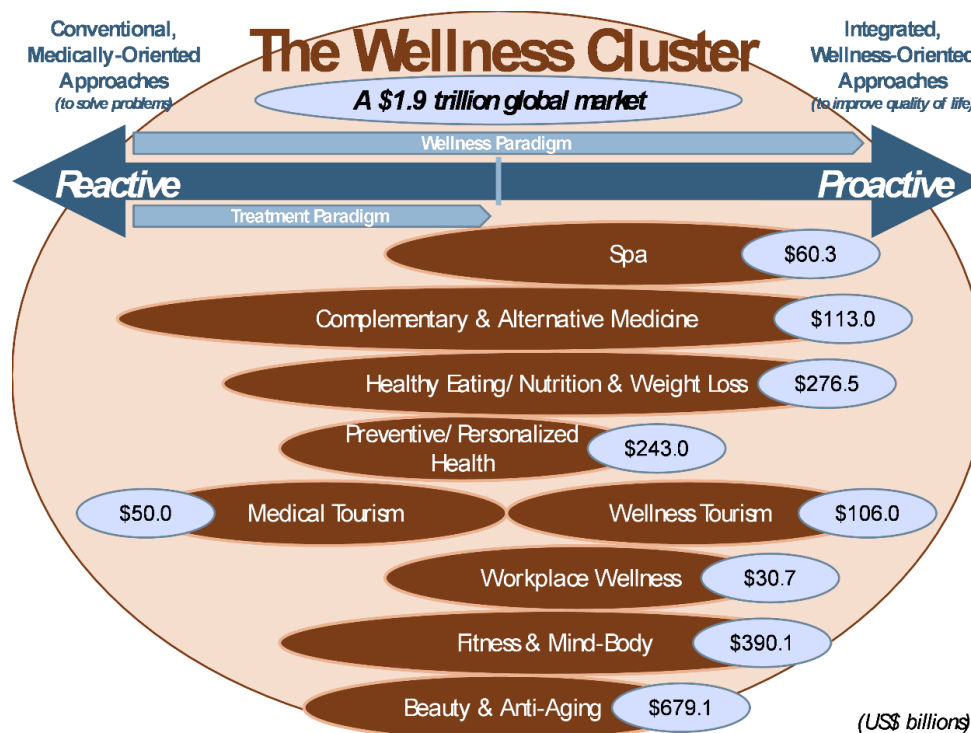 Conventional,
Medically-Oriented
Approaches
(to solve problems)
The Wellness Cluster
A $1.9 trillion global market
Integrated,
Wellness-Oriented
Approaches
(to improve quality of life)
Wellness Paradigm
Reactive
Proactive
Treatment Paradigm
Spa
$60.3
Complementary & Alternative Medicine
$113.0
Healthy Eating/ Nutrition & Weight Loss
$276.5
Preventive/ Personalized
Health
$243.0
$50.0
Medical Tourism
Wellness Tourism
$106.0
Workplace Wellness
$30.7
Fitness & Mind-Body
$390.1
Beauty & Anti-Aging
$679.1
(US$ billions)